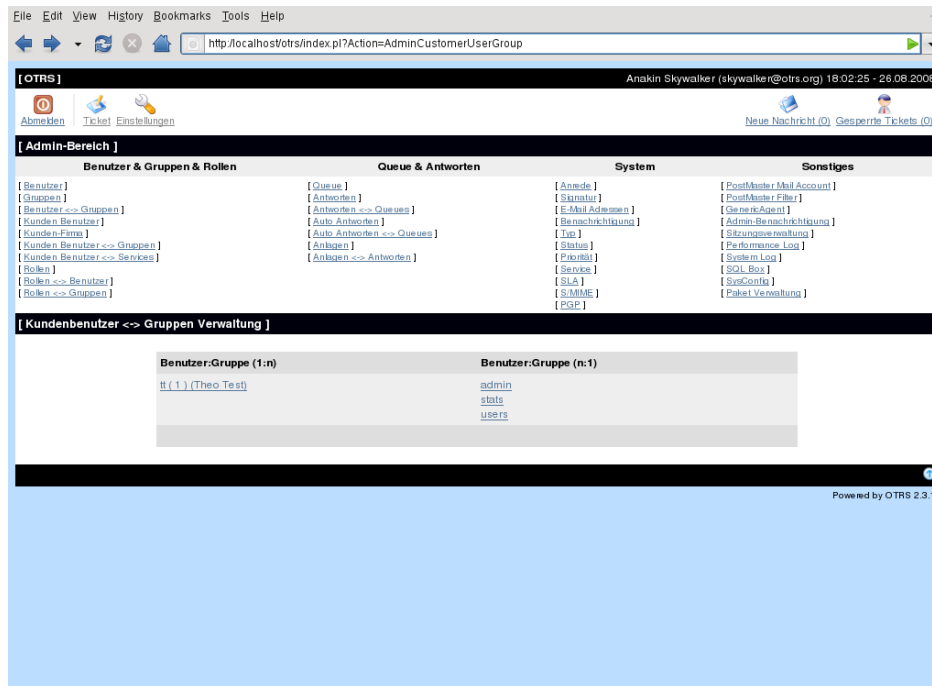 File Edit View History Bookmarks Tools Help
http://localhost/otrs/index.pl?Action=AdminCustomerUserGroup
[ OTRS ] Anakin Skywalker (skywalker@otrs.org) 18:02:25 - 26.08.2008
Abmelden Ticket Einstellungen Neue Nachricht (0) Gesperrte Tickets (0)
[ Admin-Bereich ]
Benutzer & Gruppen & Rollen Queue & Antworten System Sonstiges
[ Benutzer ] [ Queue ] [ Anrede ] [ PostMaster Mail Account ]
[ Gruppen ] [ Antworten ] [ Signatur ] [ PostMaster Filter ]
[ Benutzer <-> Gruppen ] [ Antworten <-> Queues ] [ E-Mail Adressen ] [ GenericAgent ]
[ Kunden Benutzer ] [ Auto Antworten ] [ Benachrichtigung ] [ Admin-Benachrichtigung ]
[ Kunden-Firma ] [ Auto Antworten <-> Queues ] [ Typ ] [ Sitzungsverwaltung ]
[ Kunden Benutzer <-> Gruppen ] [ Anlagen ] [ Status ] [ Performance Log ]
[ Kunden Benutzer <-> Services ] [ Anlagen <-> Antworten ] [ Priorität ] [ System Log ]
[ Rollen ] [ Service ] [ SQL Box ]
[ Rollen <-> Benutzer ] [ SLA ] [ SysConfig ]
[ Rollen <-> Gruppen ] [ S/MIME ] [ Paket Verwaltung ]
[ PGP ]
[ Kundenbenutzer <-> Gruppen Verwaltung ]
Benutzer:Gruppe (1:n) Benutzer:Gruppe (n:1)
tt ( 1 ) (Theo Test) admin
stats
users
Powered by OTRS 2.3.1